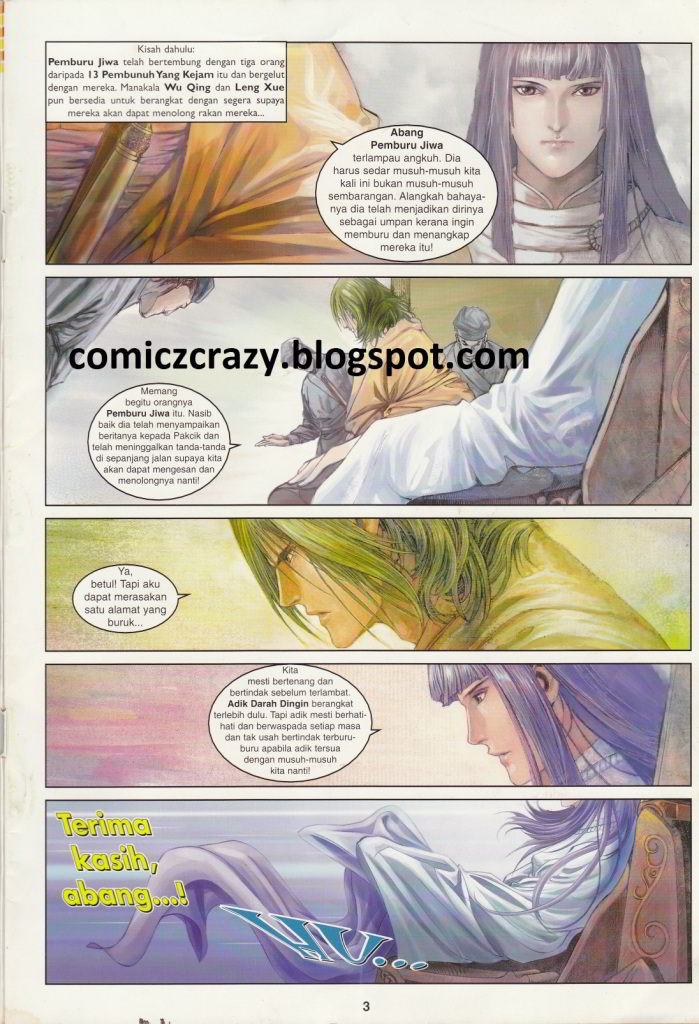 Kisah dahulu:
Pemburu Jiwa telah bertembung dengan tiga orang
daripada 13 Pembunuh Yang Kejam itu dan bergelut
dengan mereka. Manakala Wu Qing dan Leng Xue
pun bersedia untuk berangkat dengan segera supaya
mereka akan dapat menolong rakan mereka...
Abang
Pemburu Jiwa
terlampau angkuh. Dia
harus sedar musuh-musuh kita
kali ini bukan musuh-musuh
sembarangan. Alangkah bahaya-
nya dia telah menjadikan dirinya
sebagai umpan kerana ingin
memburu dan menangkap
mereka itu!
comiczcrazy.blogspot.com
Memang
begitu orangnya
Pemburu Jiwa itu. Nasib
baik dia telah menyampaikan
beritanya kepada Pakcik dan
telah meninggalkan tanda-tanda
di sepanjang jalan supaya kita
akan dapat mengesan dan
menolongnya nanti!
Ya,
betul! Tapi aku
dapat merasakan
satu alamat yang
buruk...
Kita
mesti bertenang dan
bertindak sebelum terlambat.
Adik Darah Dingin berangkat
terlebih dulu. Tapi adik mesti berhati-
hati dan berwaspada setiap masa
dan tak usah bertindak terburu-
buru apabila adik tersua
dengan musuh-musuh
kita nanti!
Terima
kasih,
abang...!
HU...
3